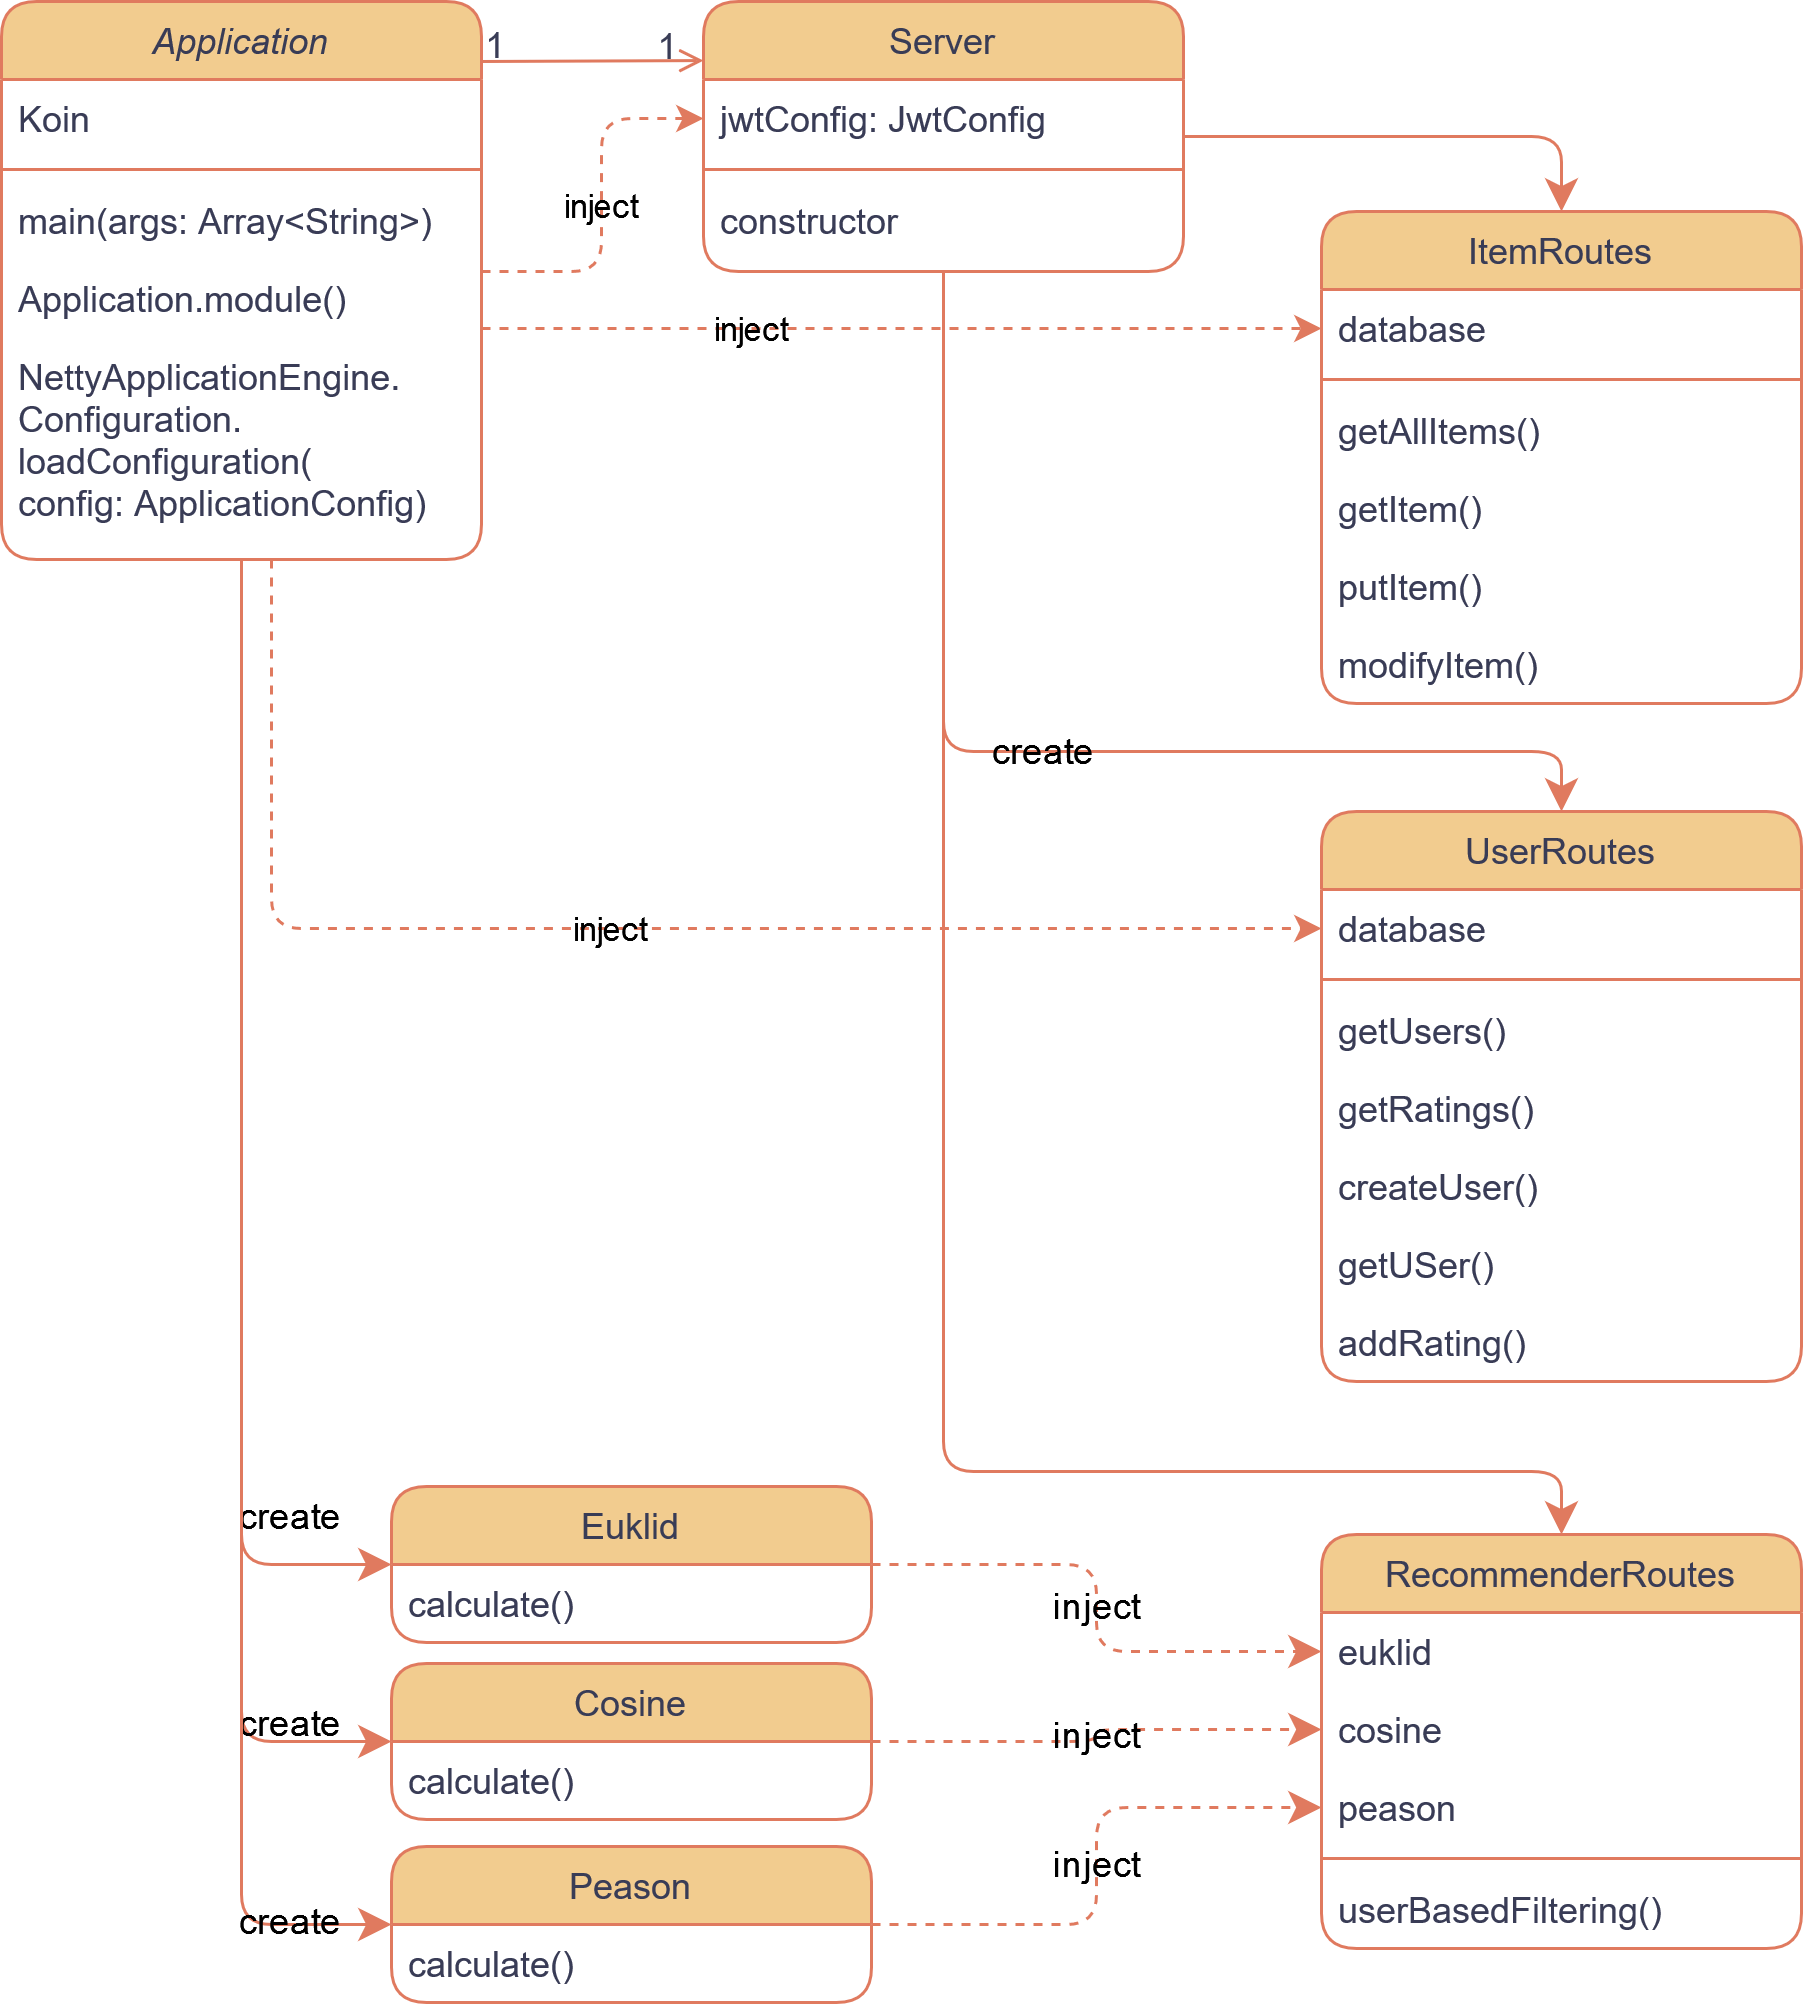 Application
Koin
main(args: Array<String>)
Application.module()
NettyApplicationEngine.
Configuration.
loadConfiguration(
config: ApplicationConfig)
1
1
inject
Server
jwtConfig: JwtConfig
constructor
inject
ItemRoutes
database
getAllItems()
getItem()
putItem()
modifyItem()
create
UserRoutes
database
getUsers()
getRatings()
createUser()
getUSer()
addRating()
inject
create
Euklid
calculate()
inject
create
Cosine
calculate()
inject
create
Peason
calculate()
inject
RecommenderRoutes
euklid
cosine
peason
userBasedFiltering()